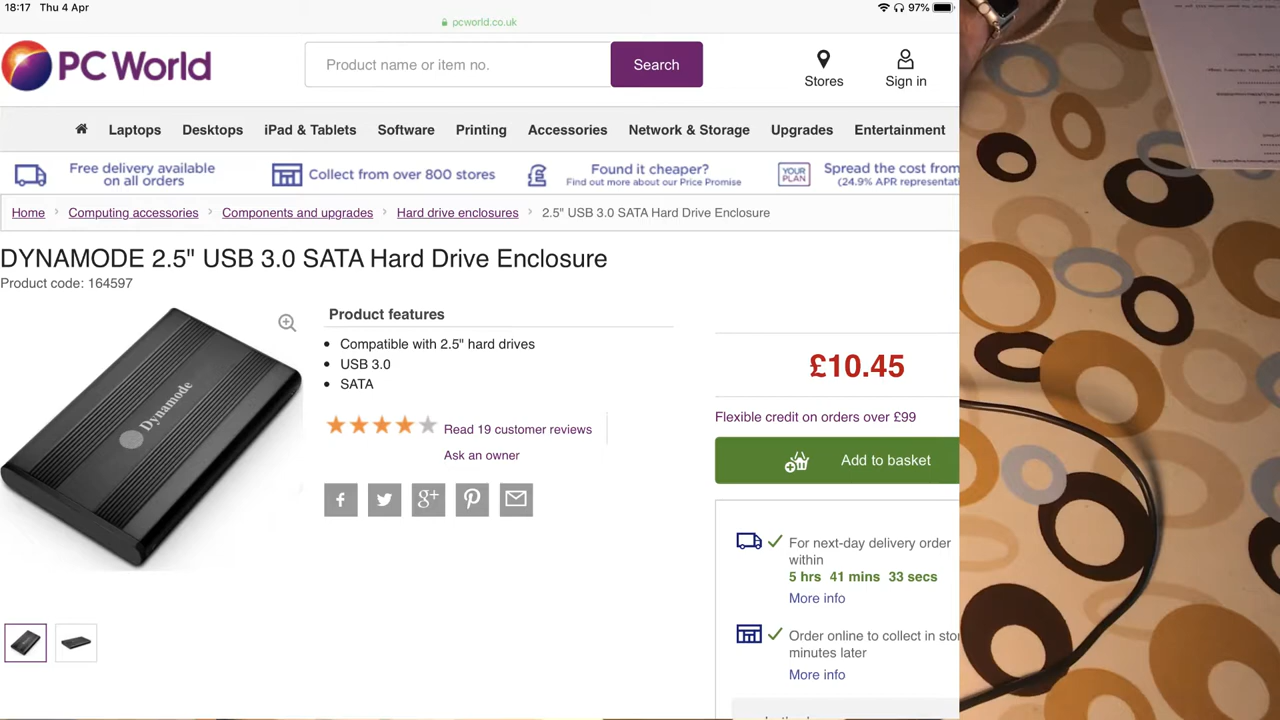 18:17 Thu 4 Apr
97%
pcworld.co.uk
PC World
Product name or item no.
Search
Stores
Sign in
Laptops
Desktops
iPad & Tablets
Software
Printing
Accessories
Network & Storage
Upgrades
Entertainment
Free delivery available
on all orders
Collect from over 800 stores
Found it cheaper?
Find out more about our Price Promise
YOUR
PLAN
Spread the cost from
(24.9% APR
Home
Computing accessories
Components and upgrades
Hard drive enclosures
2.5" USB 3.0 SATA Hard Drive Enclosure
DYNAMODE 2.5" USB 3.0 SATA Hard Drive Enclosure
Product code: 164597
Dynamode
Product features
Compatible with 2.5" hard drives
USB 3.0
SATA
Read 19 customer reviews
Ask an owner
£10.45
Flexible credit on orders over £99
Add to basket
For next-day delivery order
within
5 hrs 41 mins 33 secs
More info
Order online to collect in
minutes later
More info